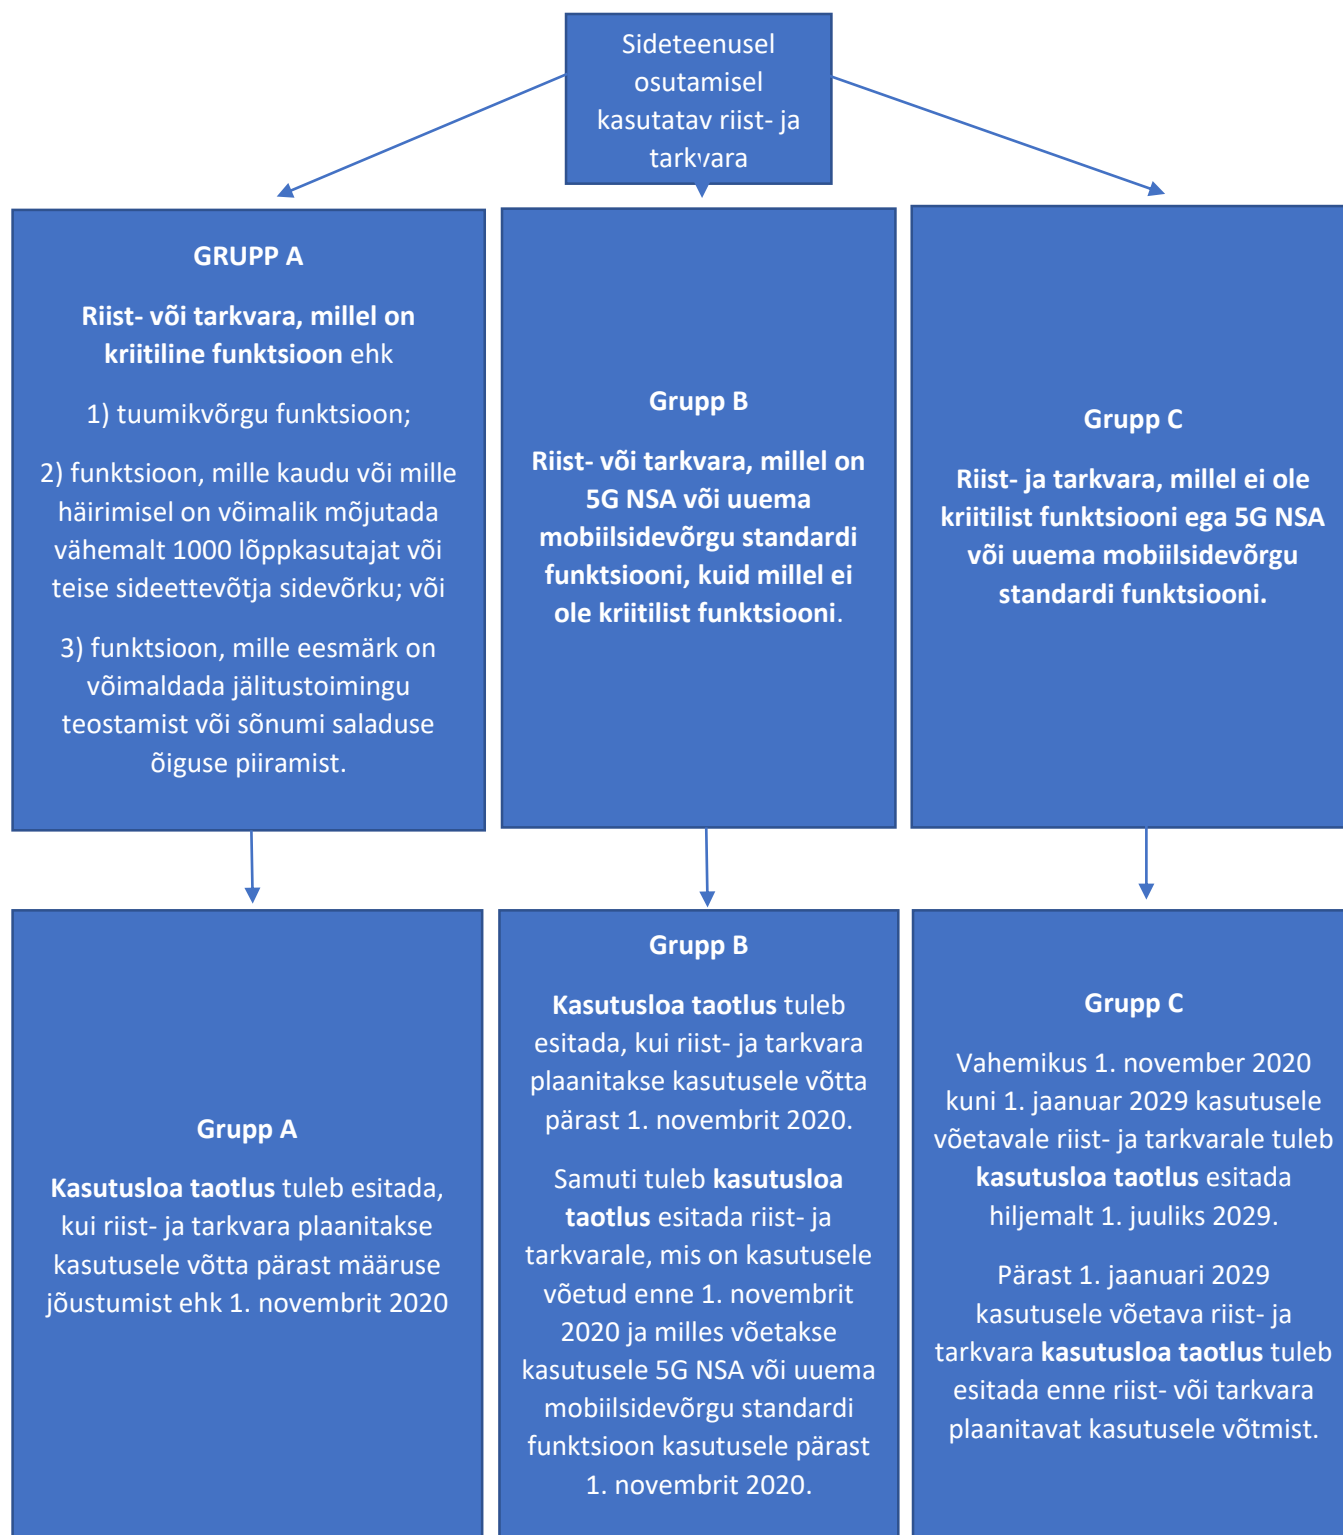 Sideteenusel
osutamisel
kasutatav riist- ja
tarkvara
GRUPP A
Riist- või tarkvara, millel on
kriitiline funktsioon ehk
1) tuumikvõrgu funktsioon;
2) funktsioon, mille kaudu või mille
häirimisel on võimalik mõjutada
vähemalt 1000 lõppkasutajat või
teise sideettevõtja sidevõrku; või
3) funktsioon, mille eesmärk on
võimaldada jälitustoimingu
teostamist või sõnumi saladuse
õiguse piiramist.
Grupp B
Riist- või tarkvara, millel on
5G NSA või uuema
mobiilsidevõrgu standardi
funktsiooni, kuid millel ei
ole kriitilist funktsiooni.
Grupp C
Riist- ja tarkvara, millel ei ole
kriitilist funktsiooni ega 5G NSA
või uuema mobiilsidevõrgu
standardi funktsiooni.
Grupp A
Kasutusloa taotlus tuleb esitada,
kui riist- ja tarkvara plaanitakse
kasutusele võtta pärast määruse
jõustumist ehk 1. novembrit 2020
Grupp B
Kasutusloa taotlus tuleb
esitada, kui riist- ja tarkvara
plaanitakse kasutusele võtta
pärast 1. novembrit 2020.
Samuti tuleb kasutusloa
taotlus esitada riist- ja
tarkvarale, mis on kasutusele
võetud enne 1. novembrit
2020 ja milles võetakse
kasutusele 5G NSA või uuema
mobiilsidevõrgu standardi
funktsioon kasutusele pärast
1. novembrit 2020.
Grupp C
Vahemikus 1. november 2020
kuni 1. jaanuar 2029 kasutusele
võetavale riist- ja tarkvarale tuleb
kasutusloa taotlus esitada
hiljemalt 1. juuliks 2029.
Pärast 1. jaanuari 2029
kasutusele võetava riist- ja
tarkvara kasutusloa taotlus tuleb
esitada enne riist- või tarkvara
plaanitavat kasutusele võtmist.